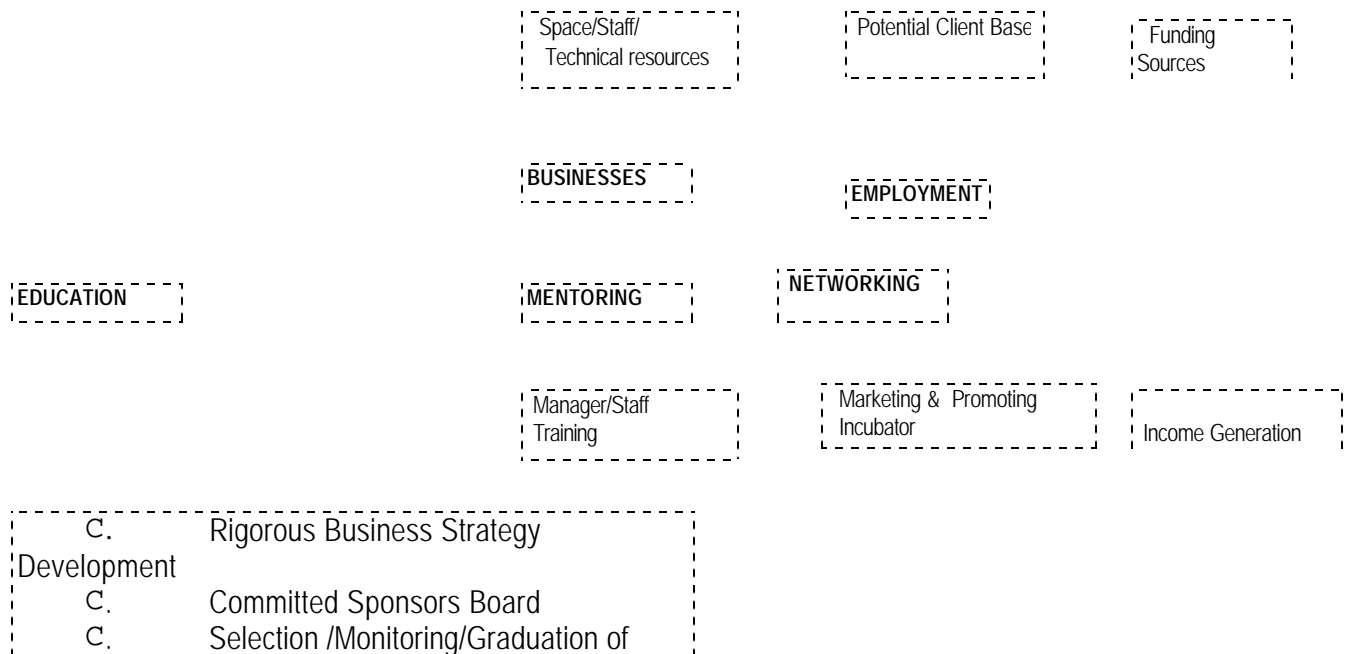 Space/Staff/
Technical resources
Potential Client Base
Funding
Sources
BUSINESSES
EMPLOYMENT
EDUCATION
MENTORING
NETWORKING
Manager/Staff
Training
Marketing & Promoting
Incubator
Income Generation
C. Rigorous Business Strategy
Development
C. Committed Sponsors Board
C. Selection /Monitoring/Graduation of